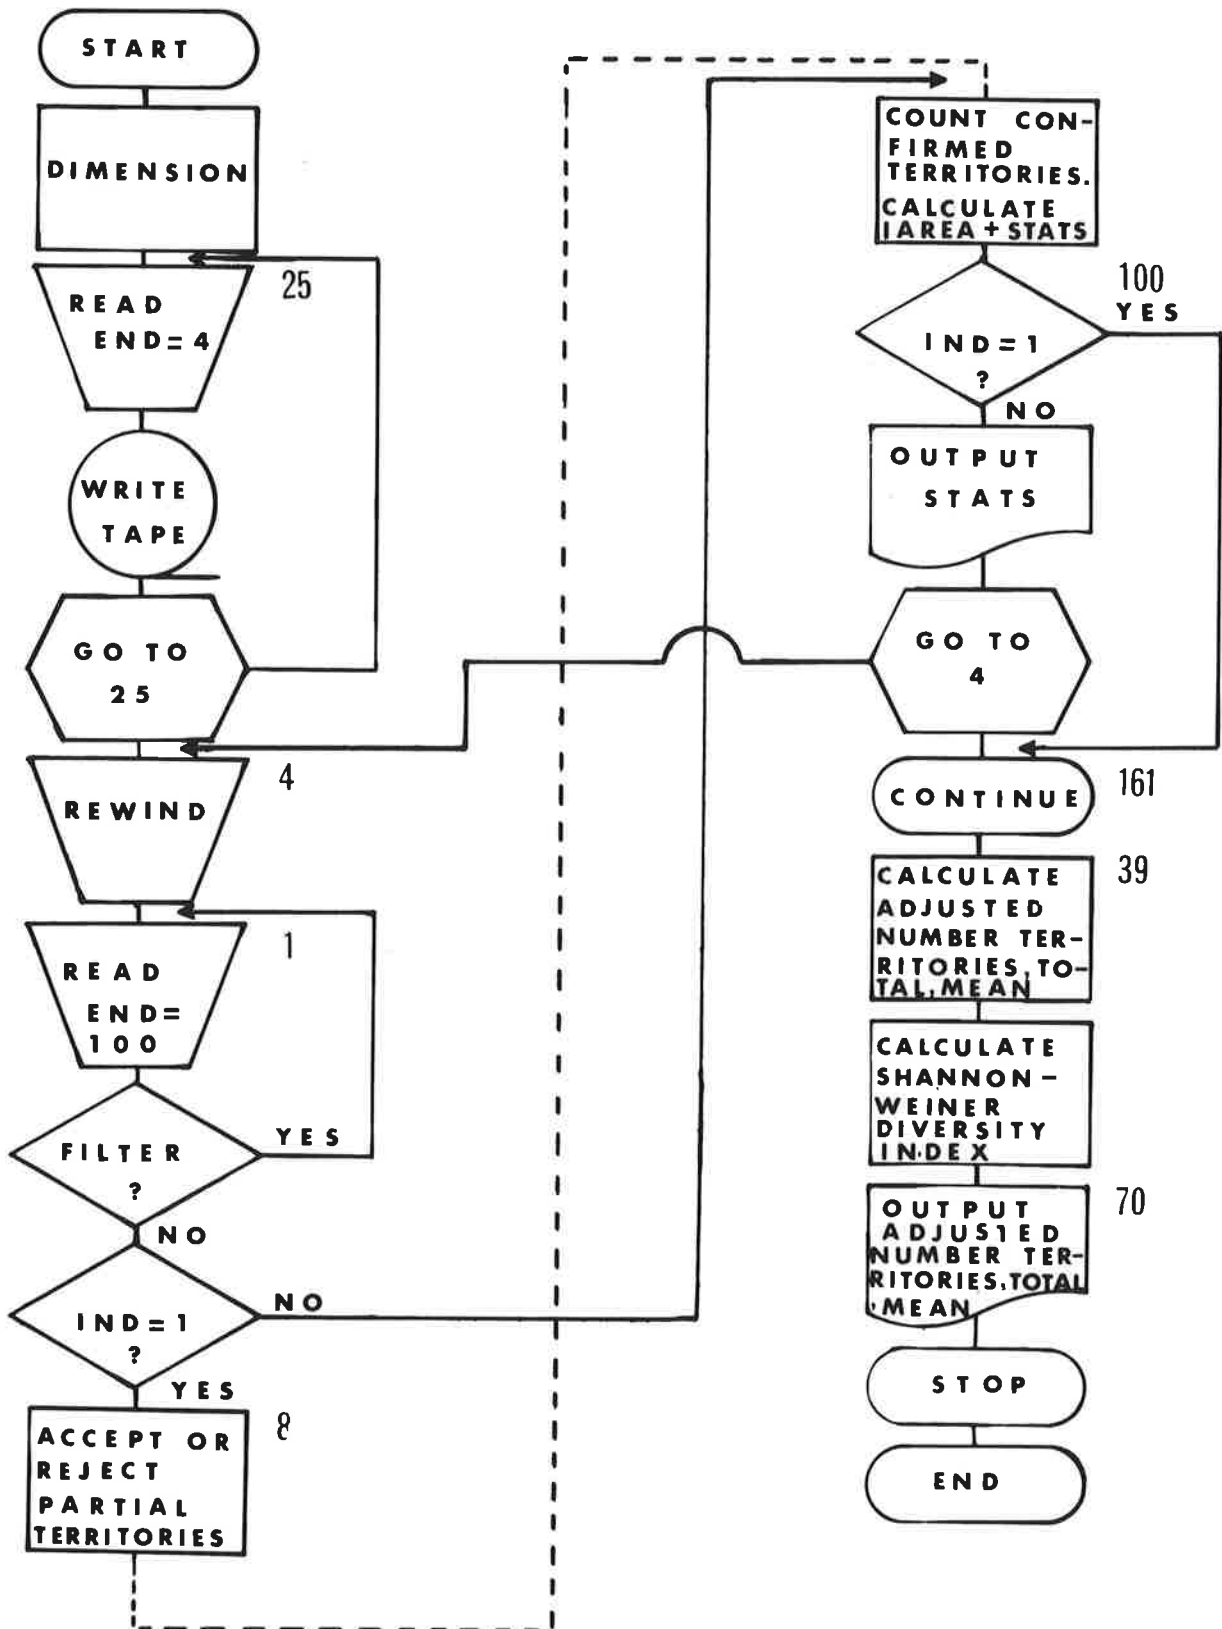 START
DIMENSION
25
READ
END=4
WRITE
TAPE
GO TO
25
4
REWIND
1
READ
END=
100
FILTER
?
YES
NO
IND=1
?
NO
YES
8
ACCEPT OR
REJECT
PARTIAL
TERRITORIES
COUNT CON-
FIRMED
TERRITORIES.
CALCULATE
IAREA+STATS
100
YES
IND=1
?
NO
OUTPUT
STATS
GO TO
4
161
CONTINUE
39
CALCULATE
ADJUSTED
NUMBER TER-
RITORIES, TO-
TAL, MEAN
CALCULATE
SHANNON-
WEINER
DIVERSITY
INDEX
70
OUTPUT
ADJUSTED
NUMBER TER-
RITORIES, TOTAL
, MEAN
STOP
END